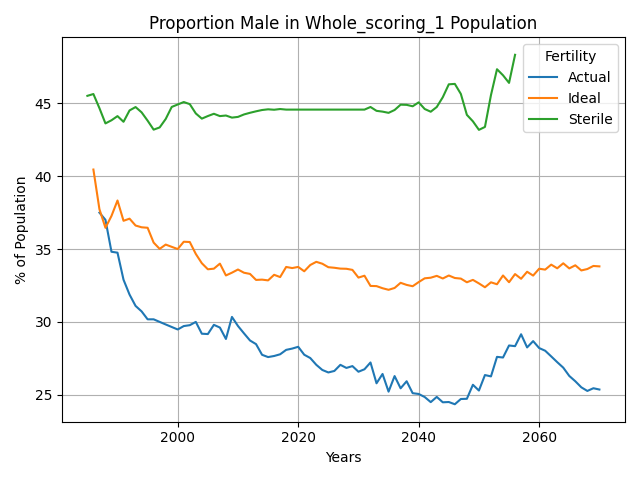 Proportion Male in Whole_scoring_1 Population
Fertility
Actual
Ideal
Sterile
% of Population
45
40
35
30
25
2000
2020
2040
2060
Years